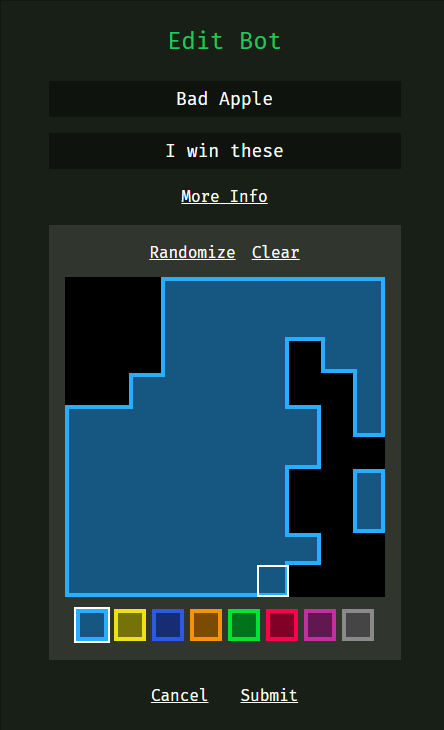 Edit Bot
Bad Apple
I win these
More Info
Randomize Clear
Cancel Submit